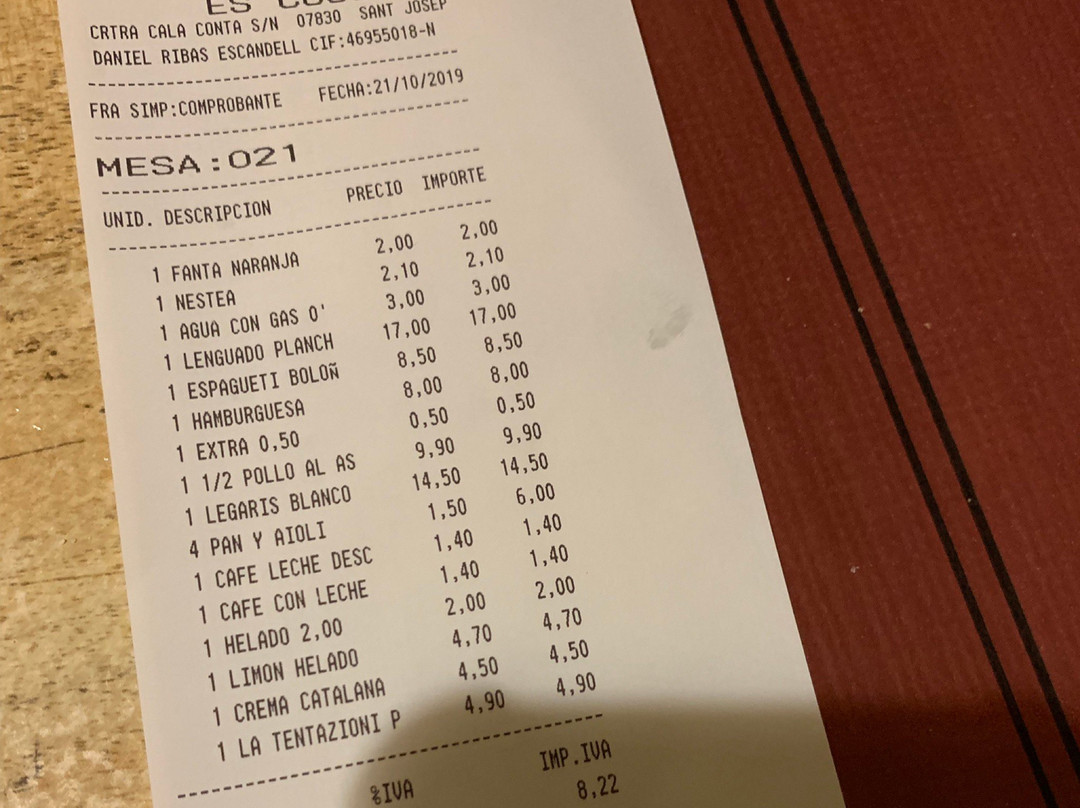 ES
CRTRA CALA CONTA S/N 07830 SANT JOSEP
DANIEL RIBAS ESCANDELL CIF:46955018-N
FRA SIMP:COMPROBANTE FECHA:21/10/2019
MESA:021
UNID. DESCRIPCION PRECIO IMPORTE
1 FANTA NARANJA 2,00 2,00
1 NESTEA 2,10 2,10
1 AGUA CON GAS 0' 3,00 3,00
1 LENGUADO PLANCH 17,00 17,00
1 ESPAGUETI BOLOÑ 8,50 8,50
1 HAMBURGUESA 8,00 8,00
1 EXTRA 0,50 0,50 0,50
1 1/2 POLLO AL AS 9,90 9,90
1 LEGARIS BLANCO 14,50 14,50
4 PAN Y AIOLI 1,50 6,00
1 CAFE LECHE DESC 1,40 1,40
1 CAFE CON LECHE 1,40 1,40
1 HELADO 2,00 2,00 2,00
1 LIMON HELADO 4,70 4,70
1 CREMA CATALANA 4,50 4,50
1 LA TENTAZIONI P 4,90 4,90
%IVA IMP.IVA
8,22